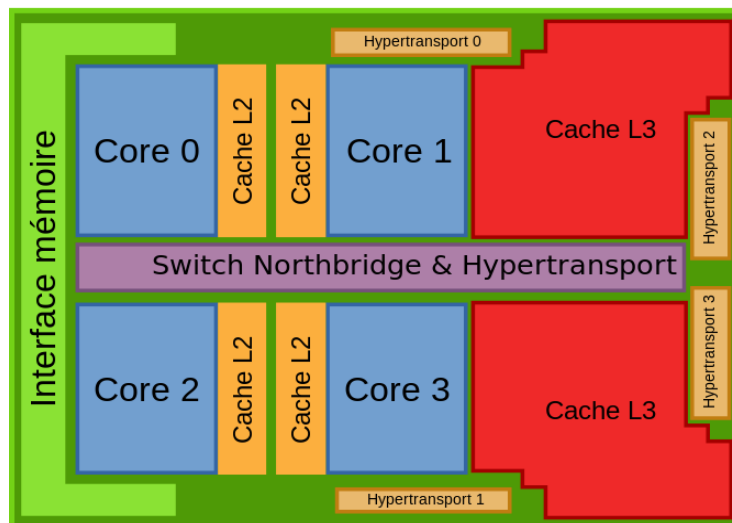 Hypertransport 0
Interface mémoire
Core 0
Cache L2
Cache L2
Core 1
Cache L3
Hypertransport 2
Switch Northbridge & Hypertransport
Core 2
Cache L2
Cache L2
Core 3
Cache L3
Hypertransport 3
Hypertransport 1